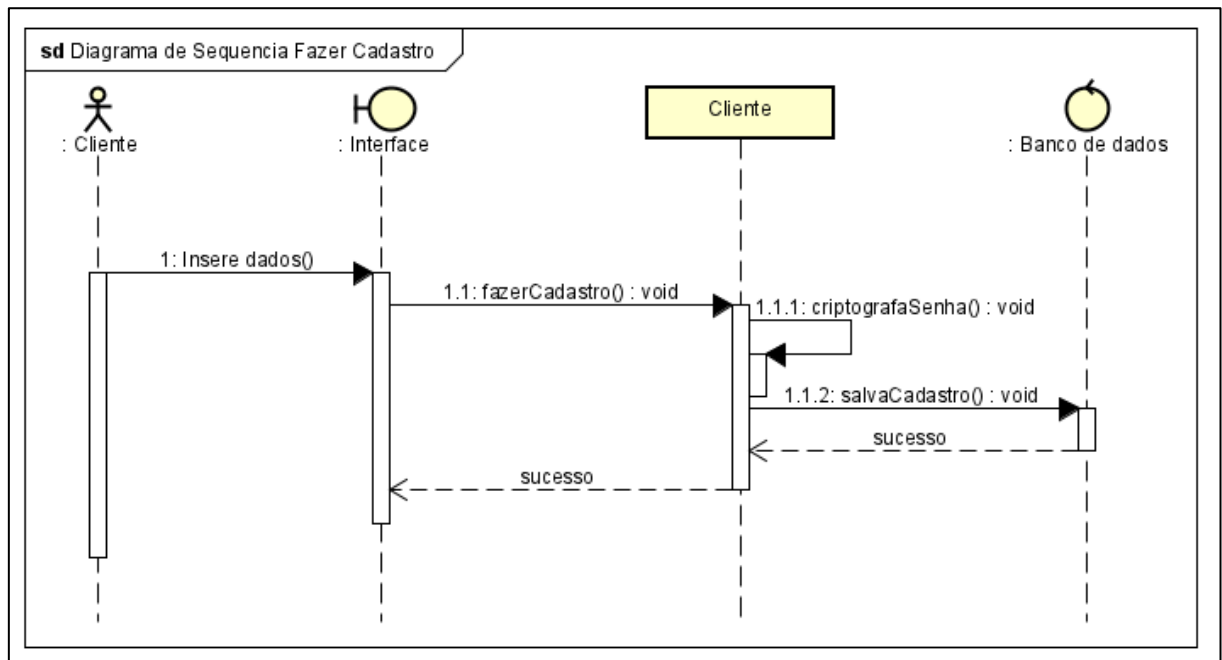 sd Diagrama de Sequencia Fazer Cadastro
: Cliente
: Interface
Cliente
: Banco de dados
1: Insere dados()
1.1: fazerCadastro() : void
1.1.1: criptografaSenha() : void
1.1.2: salvaCadastro() : void
sucesso
sucesso